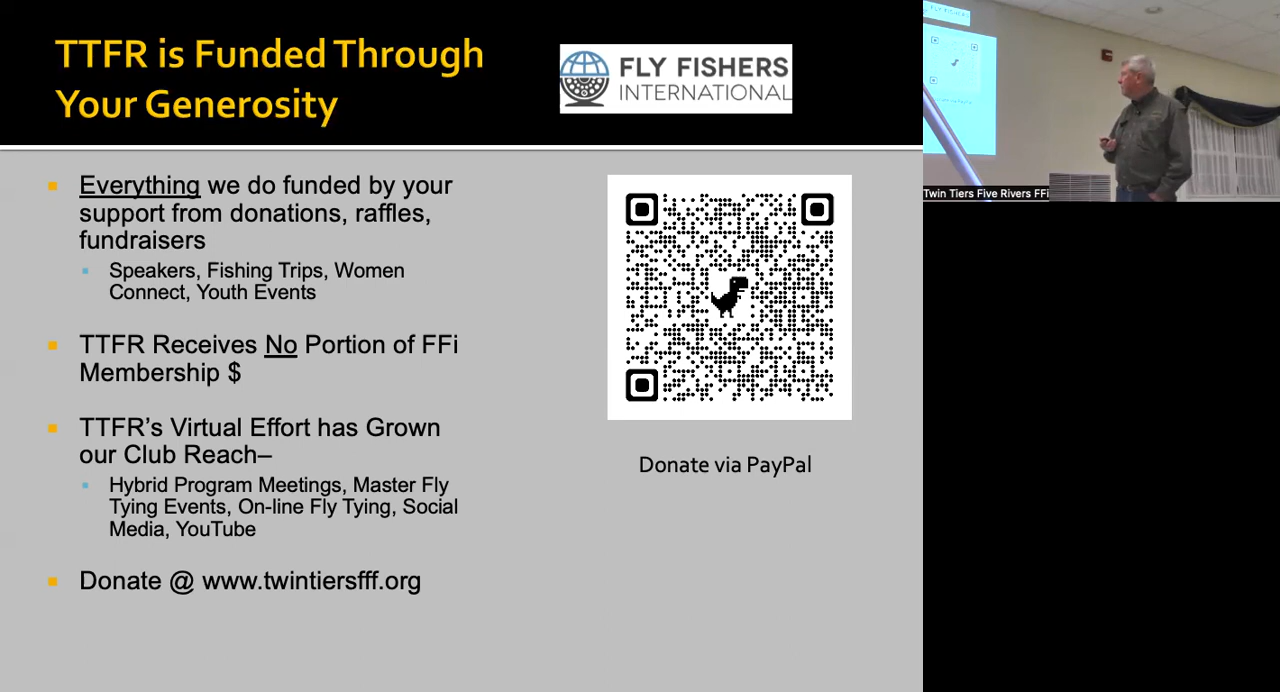 TTFR is Funded Through
Your Generosity
FLY FISHERS
INTERNATIONAL
Everything we do funded by your
support from donations, raffles,
fundraisers
Speakers, Fishing Trips, Women
Connect, Youth Events
TTFR Receives No Portion of FFi
Membership $
TTFR’s Virtual Effort has Grown
our Club Reach–
Hybrid Program Meetings, Master Fly
Tying Events, On-line Fly Tying, Social
Media, YouTube
Donate @ www.twintiersfff.org
Donate via PayPal
Twin Tiers Five Rivers FFi